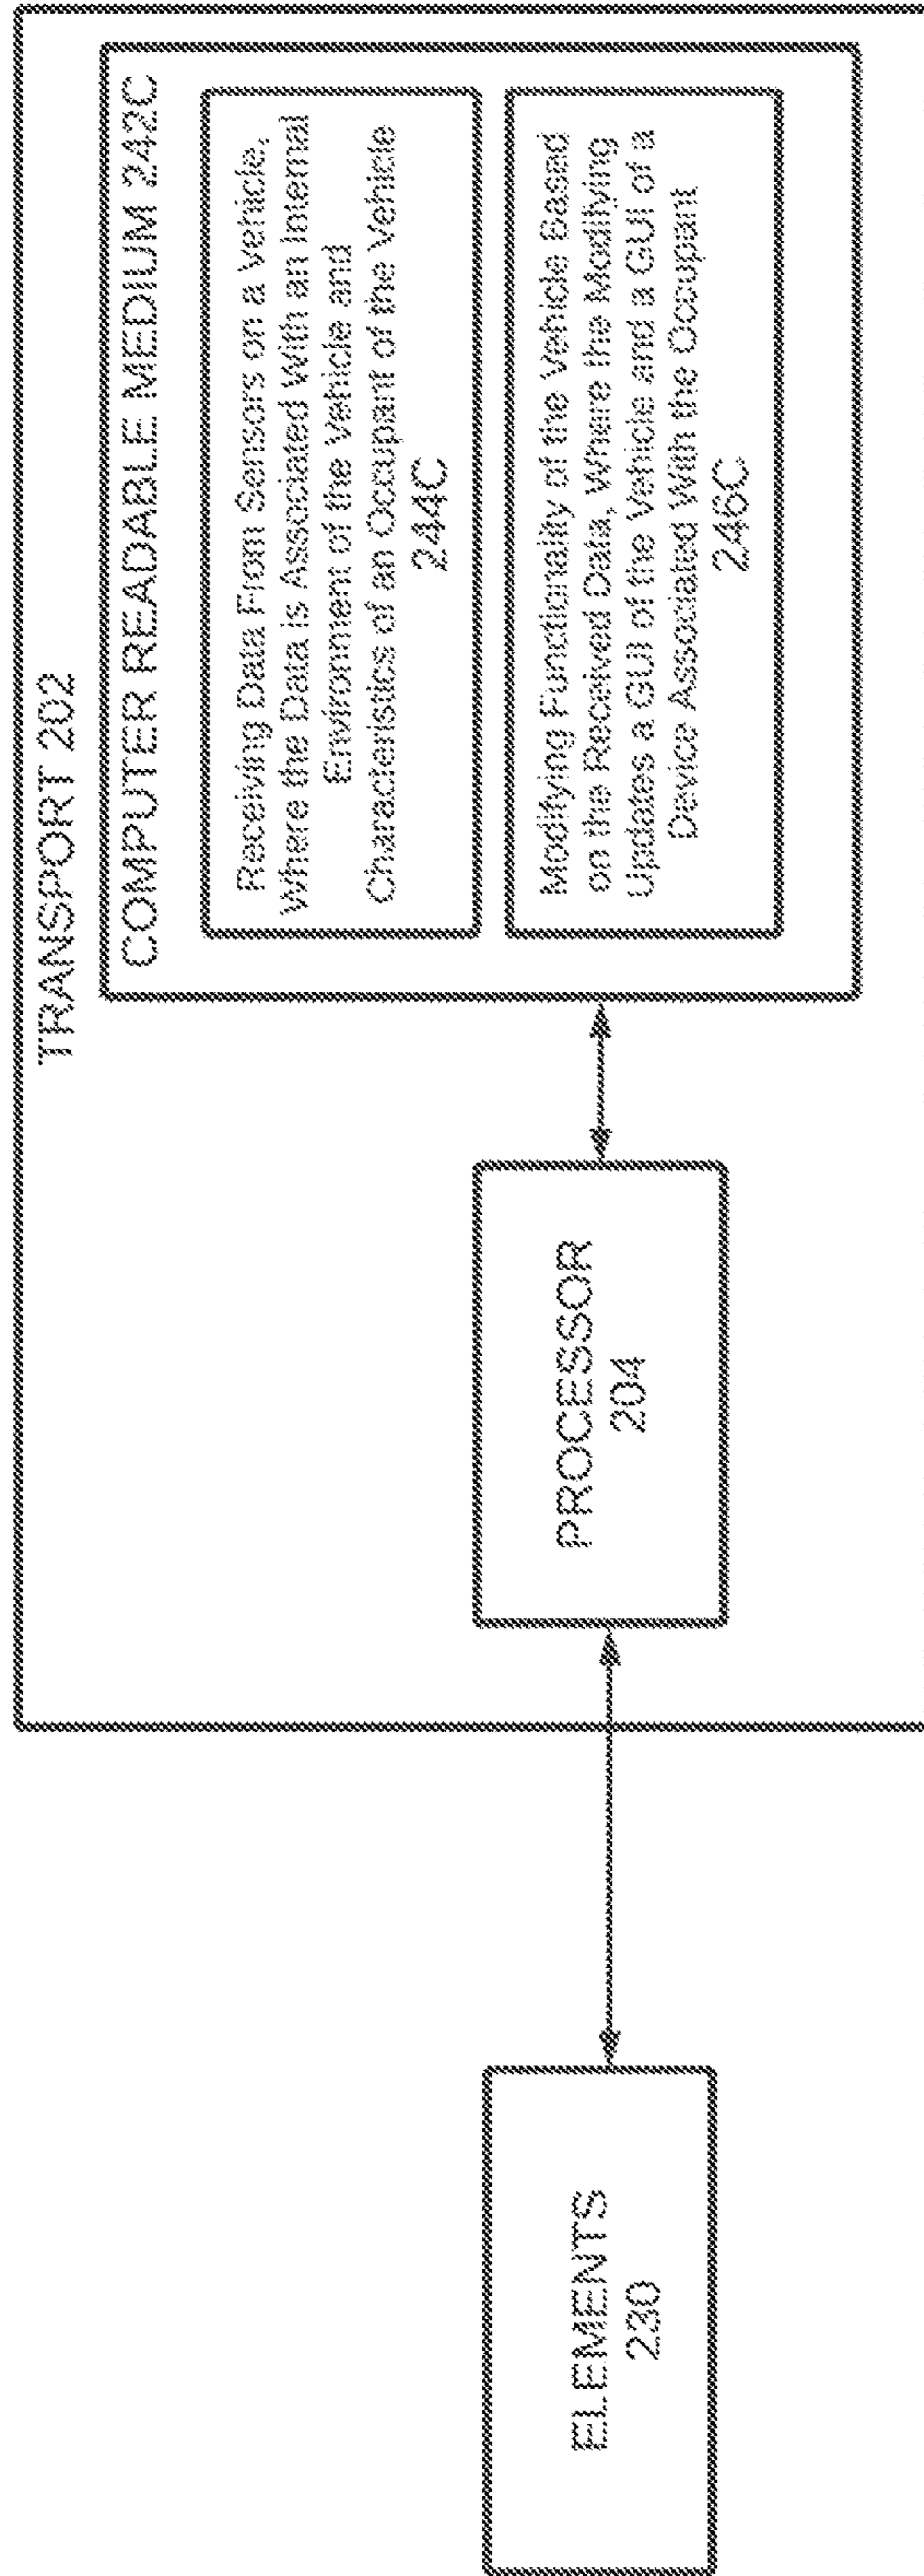 TRANSPORT 202
COMPUTER READABLE MEDIUM 242C
Receiving Data From Sensors on a Vehicle,
Where the Data is Associated With an Internal
Environment of the Vehicle and
Characteristics of an Occupant of the Vehicle
244C
Modifying Functionality of the Vehicle Based
on the Received Data, Where the Modifying
Updates a GUI of the Vehicle and a GUI of a
Device Associated With the Occupant
246C
PROCESSOR
204
ELEMENTS
230